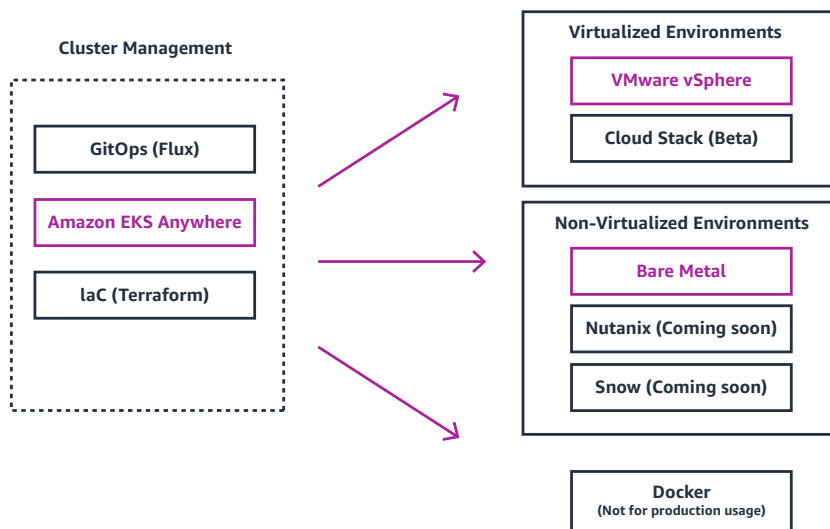 Cluster Management
GitOps (Flux)
Amazon EKS Anywhere
laC (Terraform)
Virtualized Environments
VMware vSphere
Cloud Stack (Beta)
Non-Virtualized Environments
Bare Metal
Nutanix (Coming soon)
Snow (Coming soon)
Docker
(Not for production usage)